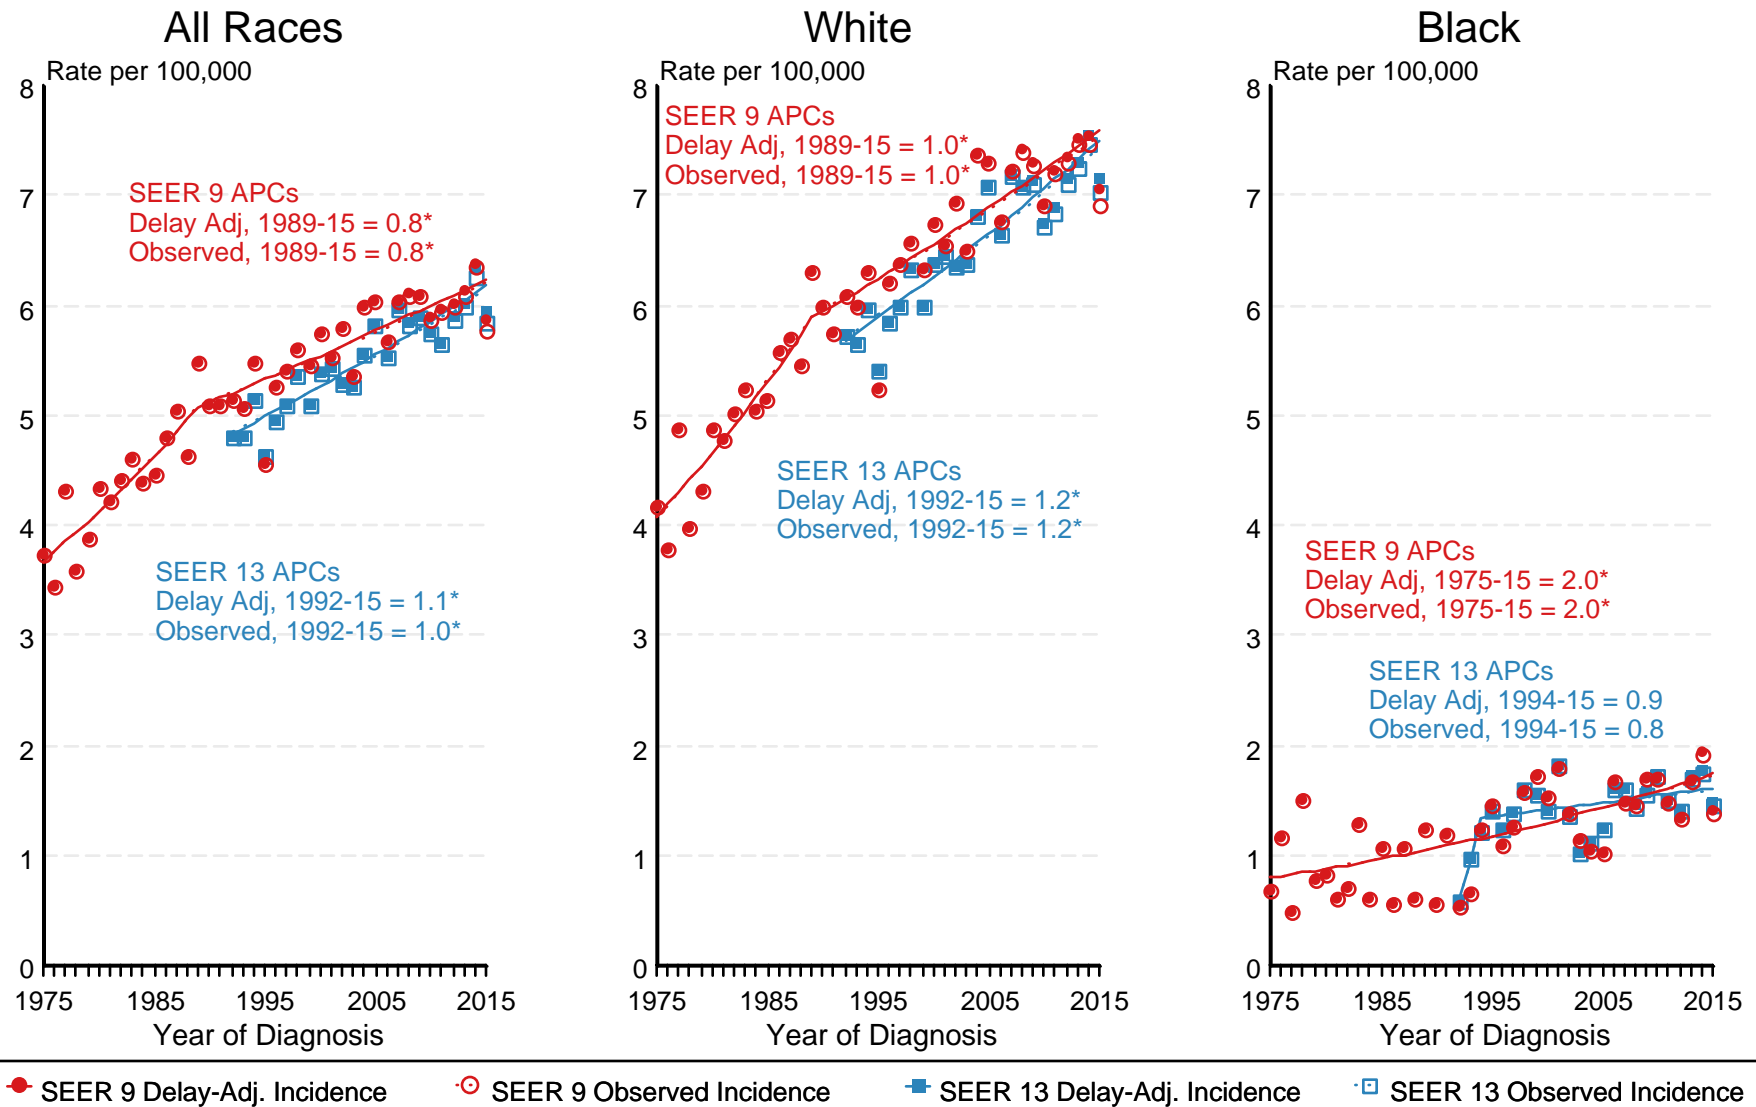 All Races
Rate per 100,000
8
7
6
5
4
3
2
1
0
SEER 9 APCs
Delay Adj, 1989-15 = 0.8*
Observed, 1989-15 = 0.8*
SEER 13 APCs
Delay Adj, 1992-15 = 1.1*
Observed, 1992-15 = 1.0*
1975 1985 1995 2005 2015
Year of Diagnosis
White
Rate per 100,000
8
7
6
5
4
3
2
1
0
SEER 9 APCs
Delay Adj, 1989-15 = 1.0*
Observed, 1989-15 = 1.0*
SEER 13 APCs
Delay Adj, 1992-15 = 1.2*
Observed, 1992-15 = 1.2*
1975 1985 1995 2005 2015
Year of Diagnosis
Black
Rate per 100,000
8
7
6
5
4
3
2
1
0
SEER 9 APCs
Delay Adj, 1975-15 = 2.0*
Observed, 1975-15 = 2.0*
SEER 13 APCs
Delay Adj, 1994-15 = 0.9
Observed, 1994-15 = 0.8
1975 1985 1995 2005 2015
Year of Diagnosis
SEER 9 Delay-Adj. Incidence SEER 9 Observed Incidence SEER 13 Delay-Adj. Incidence SEER 13 Observed Incidence